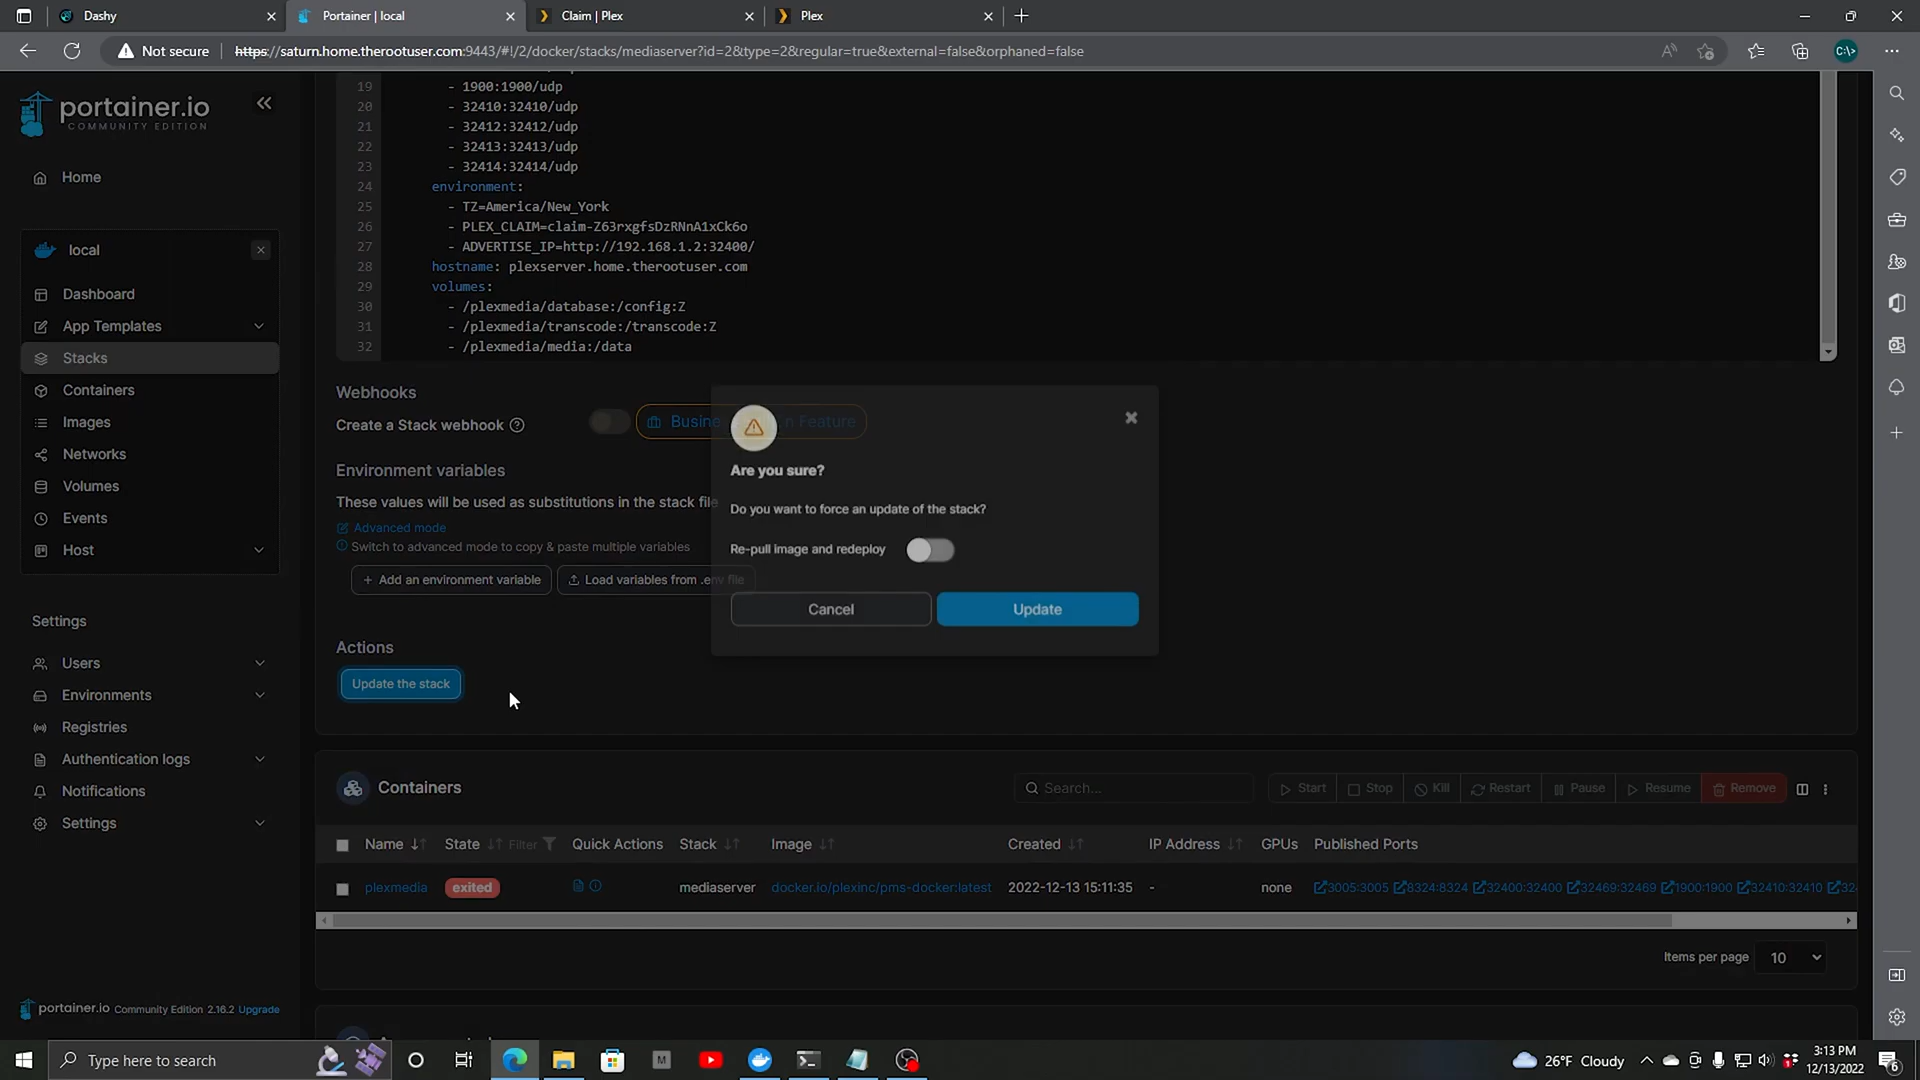 Dashy
Portainer | local
Claim | Plex
Plex
Not secure
https://saturn.home.therootuser.com:9443/#!/2/docker/stacks/mediaserver?id=2&type=2&regular=true&external=false&orphaned=false
portainer.io
COMMUNITY EDITION
Home
local
Dashboard
App Templates
Stacks
Containers
Images
Networks
Volumes
Events
Host
Settings
Users
Environments
Registries
Authentication logs
Notifications
Settings
portainer.io Community Edition 2.16.2 Upgrade
19 - 1900:1900/udp
20 - 32410:32410/udp
21 - 32412:32412/udp
22 - 32413:32413/udp
23 - 32414:32414/udp
24 environment:
25 - TZ=America/New_York
26 - PLEX_CLAIM=claim-Z63rxgfsDzRNnA1xCk6o
27 - ADVERTISE_IP=http://192.168.1.2:32400/
28 hostname: plexserver.home.therootuser.com
29 volumes:
30 - /plexmedia/database:/config:Z
31 - /plexmedia/transcode:/transcode:Z
32 - /plexmedia/media:/data
Webhooks
Create a Stack webhook
Busine n Feature
Environment variables
These values will be used as substitutions in the stack file
Advanced mode
Switch to advanced mode to copy & paste multiple variables
+ Add an environment variable
Load variables from .env file
Actions
Update the stack
Are you sure?
Do you want to force an update of the stack?
Re-pull image and redeploy
Cancel
Update
Containers
Search...
Start
Stop
Kill
Restart
Pause
Resume
Remove
Name State Filter Quick Actions Stack Image Created IP Address GPUs Published Ports
plexmedia exited mediaserver docker.io/plexinc/pms-docker:latest 2022-12-13 15:11:35 - none 3005:3005 8324:8324 32400:32400 32469:32469 1900:1900 32410:32410 32
Items per page 10
Type here to search
26°F Cloudy
3:13 PM
12/13/2022
6